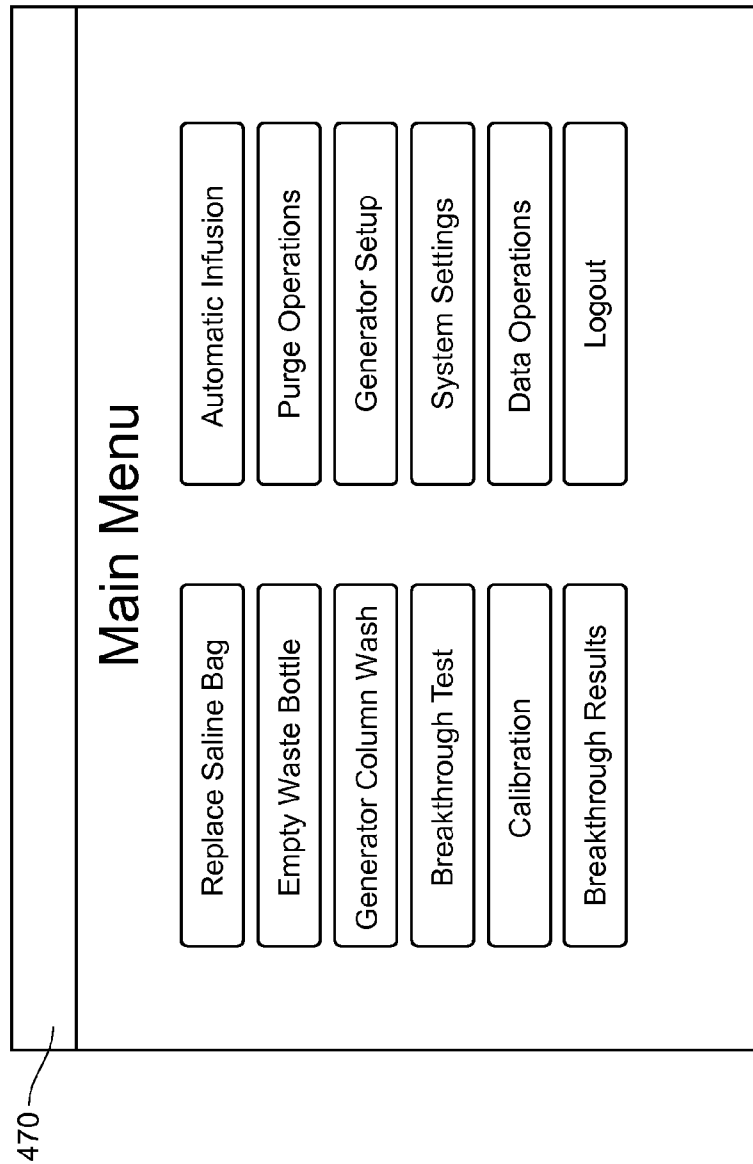 470
Main Menu
Replace Saline Bag
Automatic Infusion
Empty Waste Bottle
Purge Operations
Generator Column Wash
Generator Setup
Breakthrough Test
System Settings
Calibration
Data Operations
Breakthrough Results
Logout